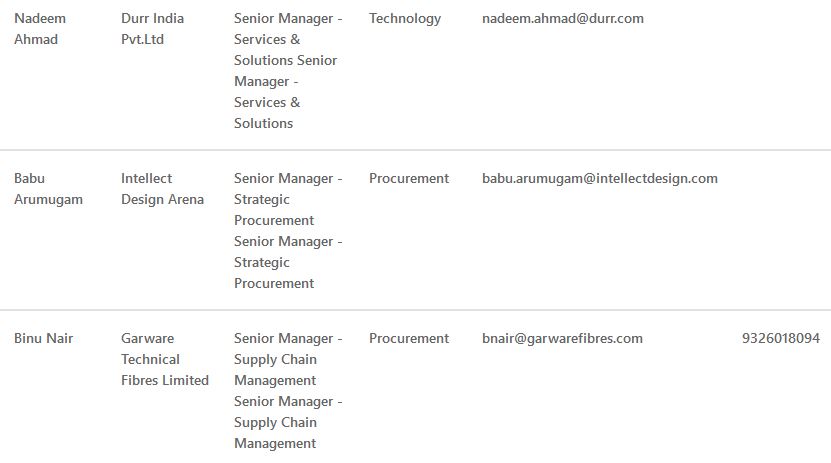 Nadeem Ahmad
Durr India Pvt.Ltd
Senior Manager - Services & Solutions Senior Manager - Services & Solutions
Technology
nadeem.ahmad@durr.com
Babu Arumugam
Intellect Design Arena
Senior Manager - Strategic Procurement Senior Manager - Strategic Procurement
Procurement
babu.arumugam@intellectdesign.com
Binu Nair
Garware Technical Fibres Limited
Senior Manager - Supply Chain Management Senior Manager - Supply Chain Management
Procurement
bnair@garwarefibres.com
9326018094